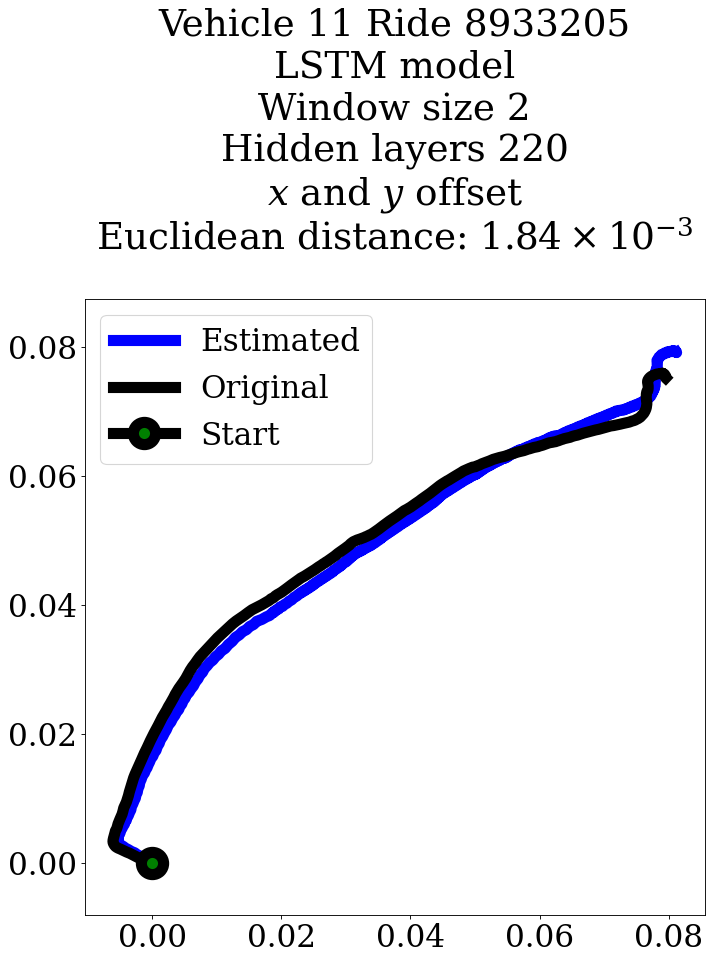 Vehicle 11 Ride 8933205
LSTM model
Window size 2
Hidden layers 220
x and y offset
Euclidean distance: 1.84 × 10⁻³
Estimated
Original
Start
0.08
0.06
0.04
0.02
0.00
0.00 0.02 0.04 0.06 0.08